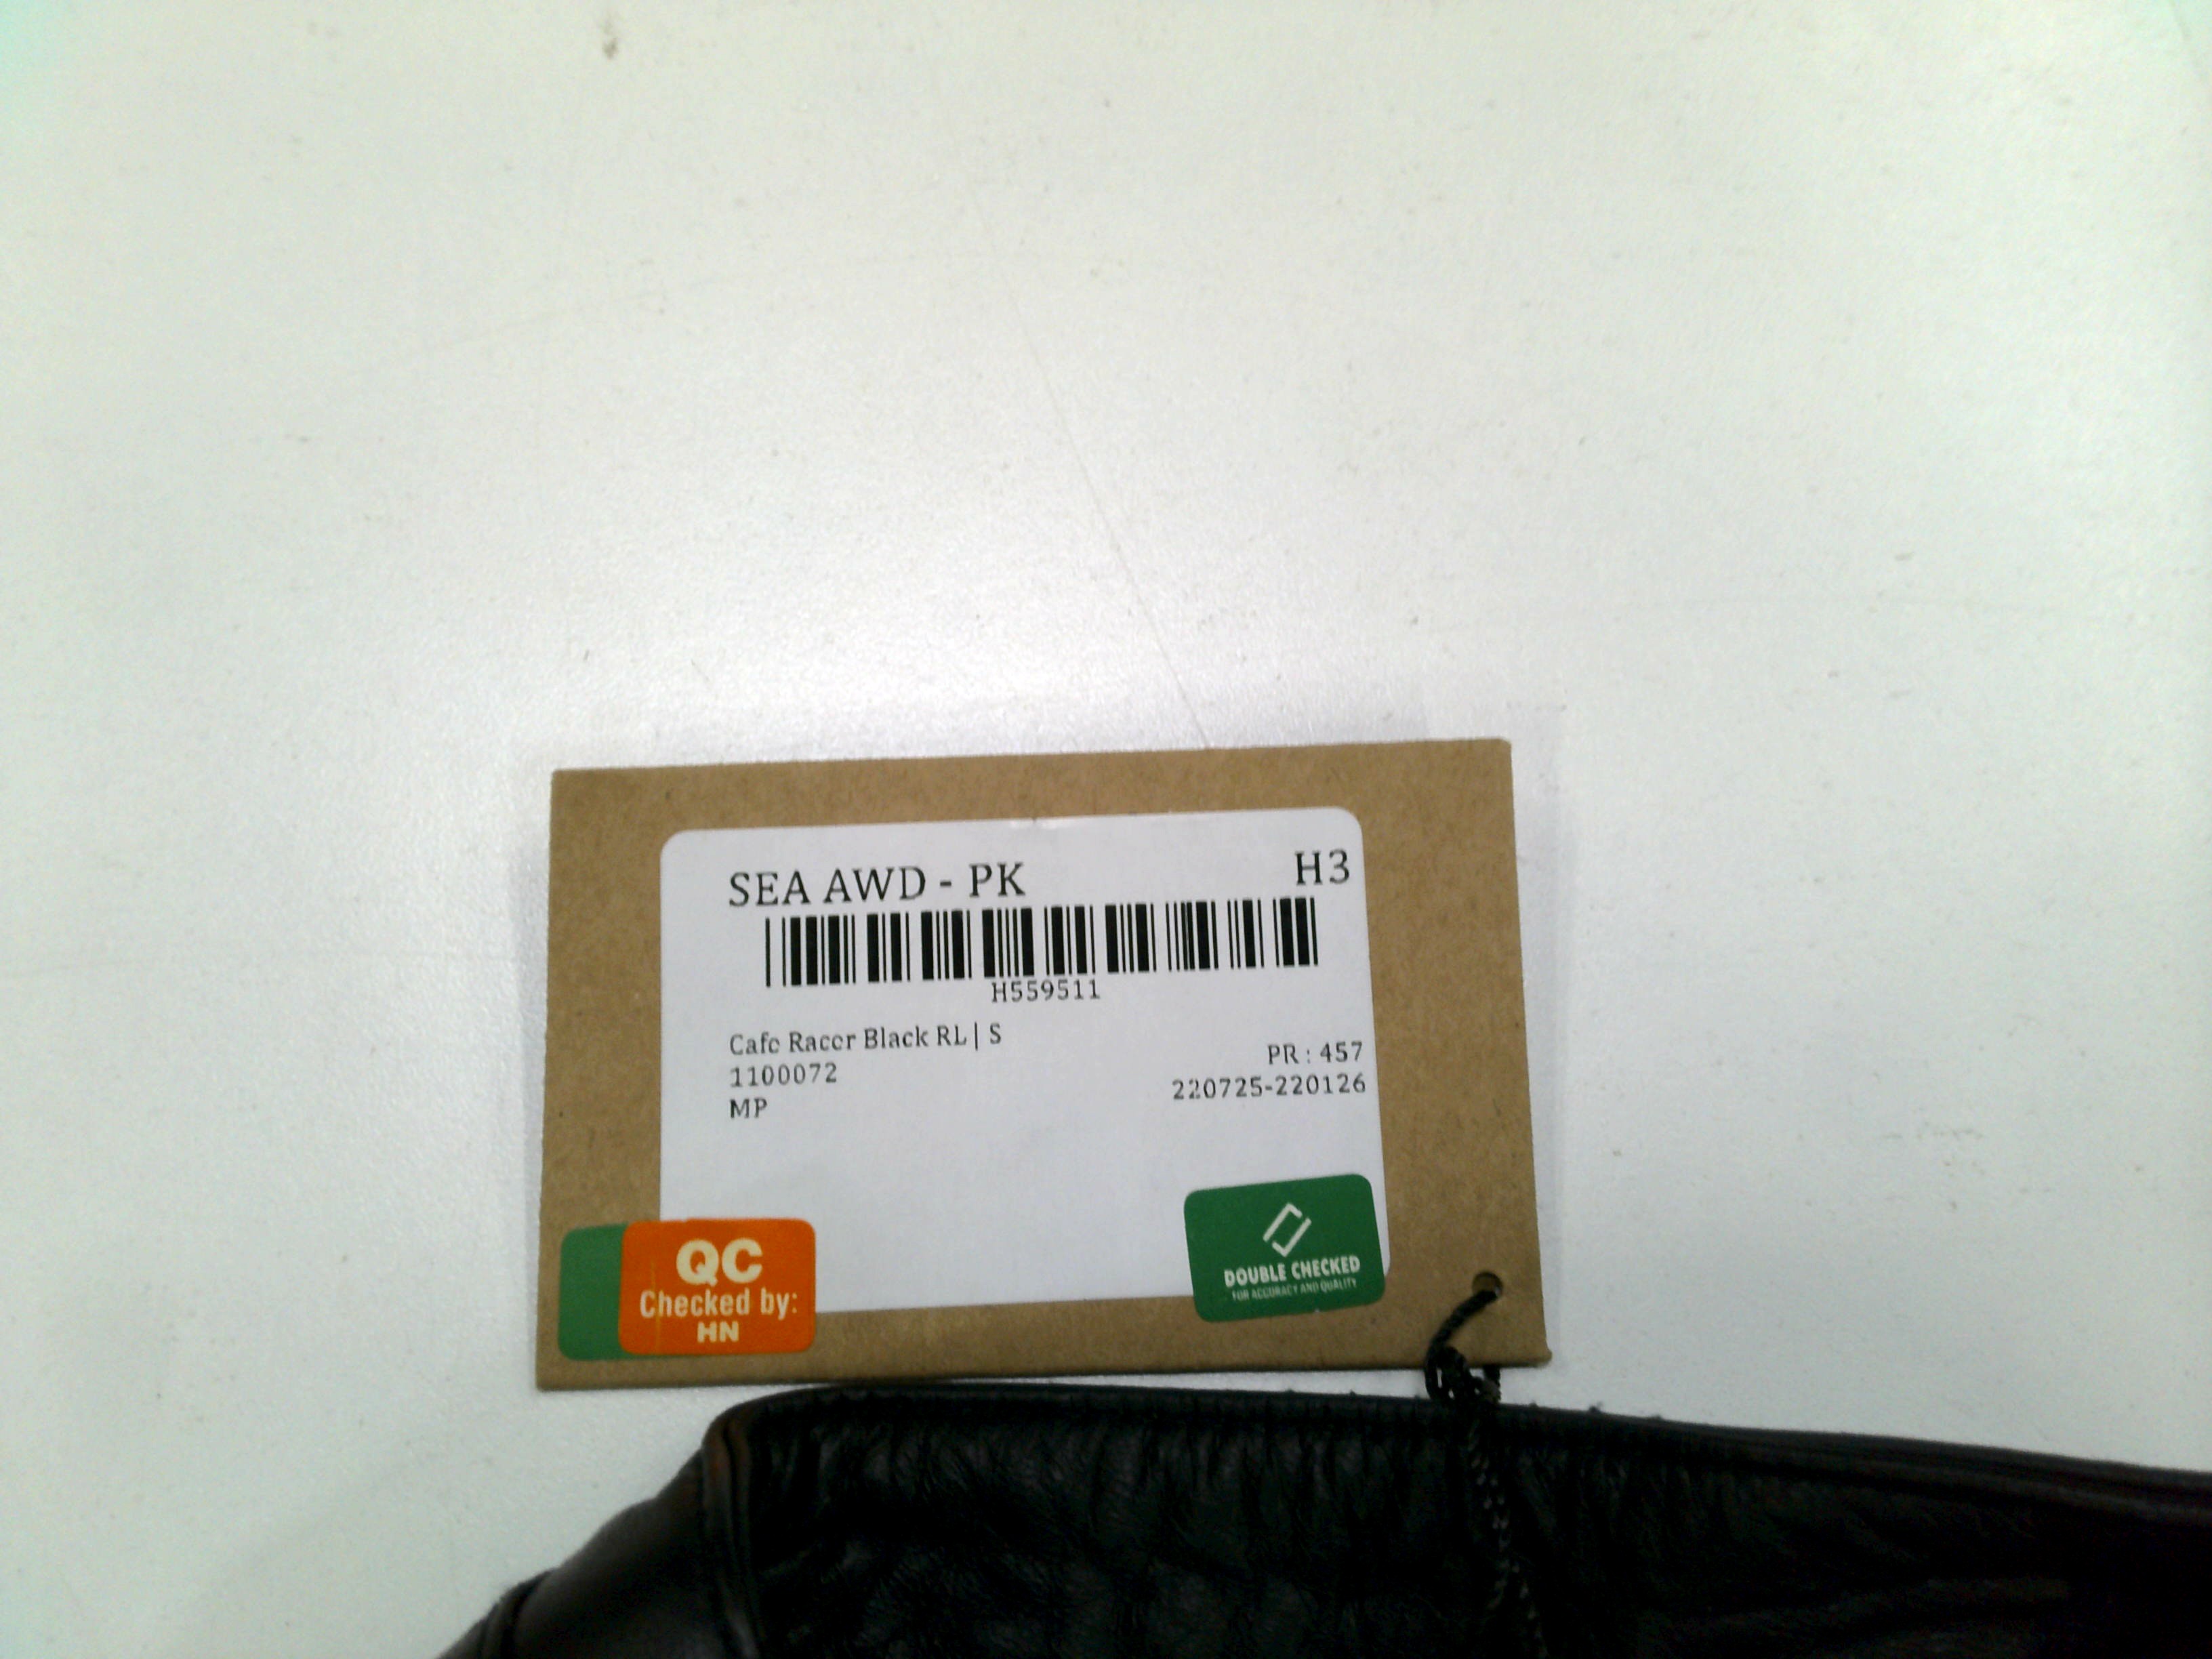 SEA AWD - PK
H3
H559511
Cafe Racer Black RL | S
1100072
MP
PR : 457
220725-220126
QC
Checked by:
HN
DOUBLE CHECKED
FOR ACCURACY AND QUALITY